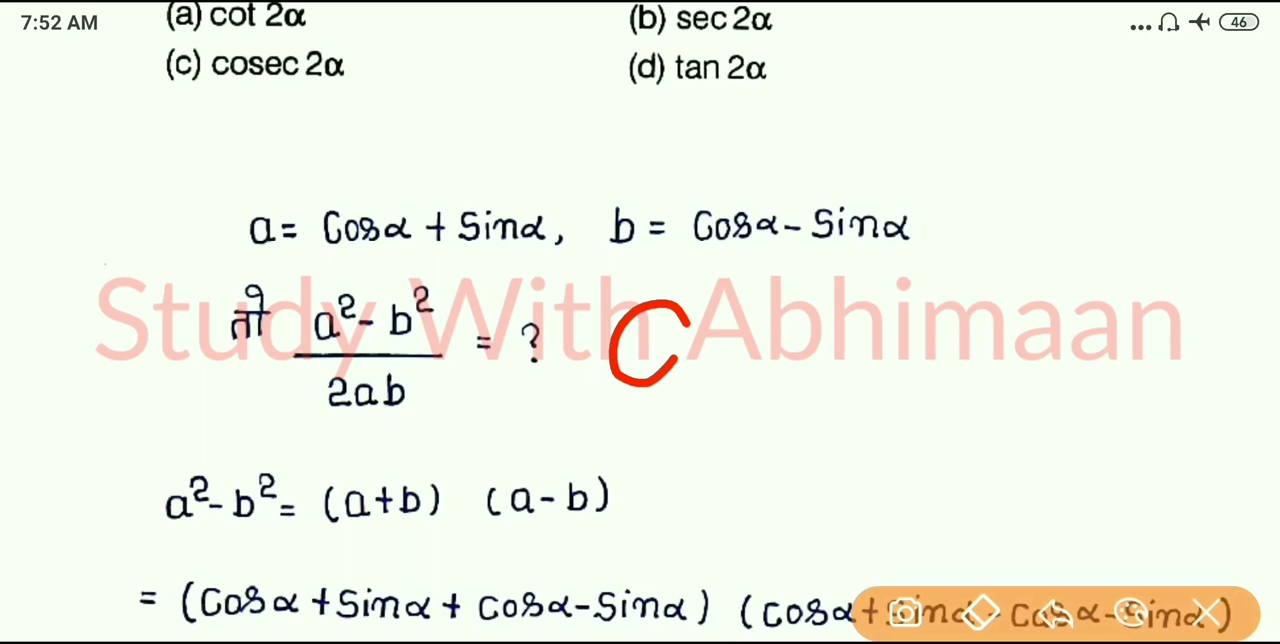 7:52 AM
46
(a) cot 2α
(b) sec 2α
(c) cosec 2α
(d) tan 2α
a = Cosα + Sinα, b = Cosα - Sinα
Study With Abhimaan
a² - b² / 2ab = ?
a² - b² = (a+b) (a-b)
= (Cosα + Sinα + Cosα - Sinα) (Cosα +